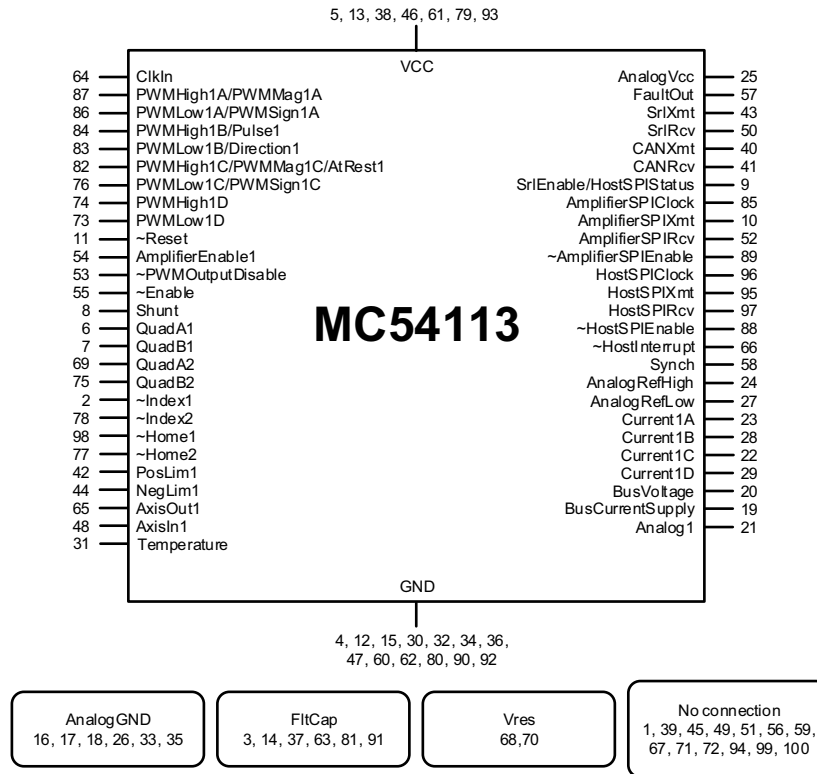 5, 13, 38, 46, 61, 79, 93
VCC
64 ClkIn
87 PWMHigh1A/PWMMag1A
86 PWMLow1A/PWMSign1A
84 PWMHigh1B/Pulse1
83 PWMLow1B/Direction1
82 PWMHigh1C/PWMMag1C/AtRest1
76 PWMLow1C/PWMSign1C
74 PWMHigh1D
73 PWMLow1D
11 ~Reset
54 AmplifierEnable1
53 ~PWMOutputDisable
55 ~Enable
8 Shunt
6 QuadA1
7 QuadB1
69 QuadA2
75 QuadB2
2 ~Index1
78 ~Index2
98 ~Home1
77 ~Home2
42 PosLim1
44 NegLim1
65 AxisOut1
48 AxisIn1
31 Temperature
MC54113
AnalogVcc 25
FaultOut 57
SrlXmt 43
SrlRcv 50
CANXmt 40
CANRcv 41
SrlEnable/HostSPIStatus 9
AmplifierSPIClock 85
AmplifierSPIXmt 10
AmplifierSPIRcv 52
~AmplifierSPIEnable 89
HostSPIClock 96
HostSPIXmt 95
HostSPIRcv 97
~HostSPIEnable 88
~HostInterrupt 66
Synch 58
AnalogRefHigh 24
AnalogRefLow 27
Current1A 23
Current1B 28
Current1C 22
Current1D 29
BusVoltage 20
BusCurrentSupply 19
Analog1 21
GND
4, 12, 15, 30, 32, 34, 36,
47, 60, 62, 80, 90, 92
AnalogGND
16, 17, 18, 26, 33, 35
FltCap
3, 14, 37, 63, 81, 91
Vres
68,70
No connection
1, 39, 45, 49, 51, 56, 59,
67, 71, 72, 94, 99, 100